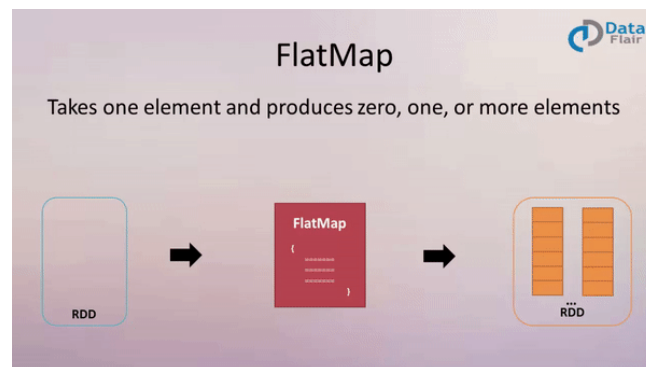 Data
Flair
FlatMap
Takes one element and produces zero, one, or more elements
FlatMap
{
========
========
========
}
RDD
...
RDD